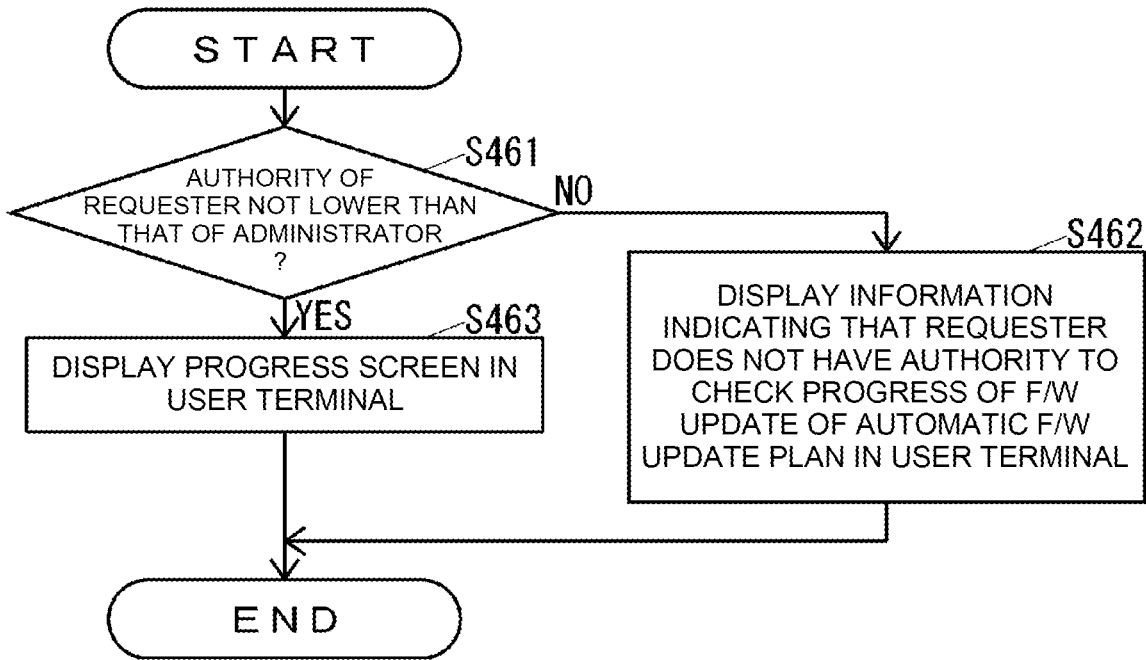 START
S461
AUTHORITY OF
REQUESTER NOT LOWER THAN
THAT OF ADMINISTRATOR
?
NO
YES
S462
DISPLAY INFORMATION
INDICATING THAT REQUESTER
DOES NOT HAVE AUTHORITY TO
CHECK PROGRESS OF F/W
UPDATE OF AUTOMATIC F/W
UPDATE PLAN IN USER TERMINAL
S463
DISPLAY PROGRESS SCREEN IN
USER TERMINAL
END